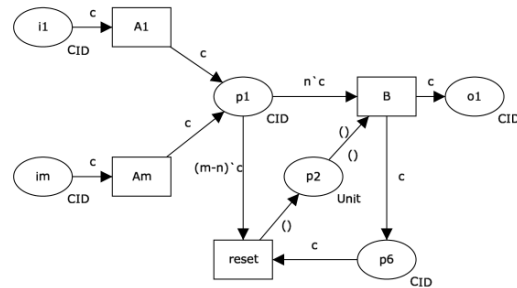 i1
c
A1
CID
c
p1
CID
n`c
B
c
o1
CID
c
im
c
Am
CID
(m-n)`c
()
()
p2
Unit
c
()
reset
c
p6
CID